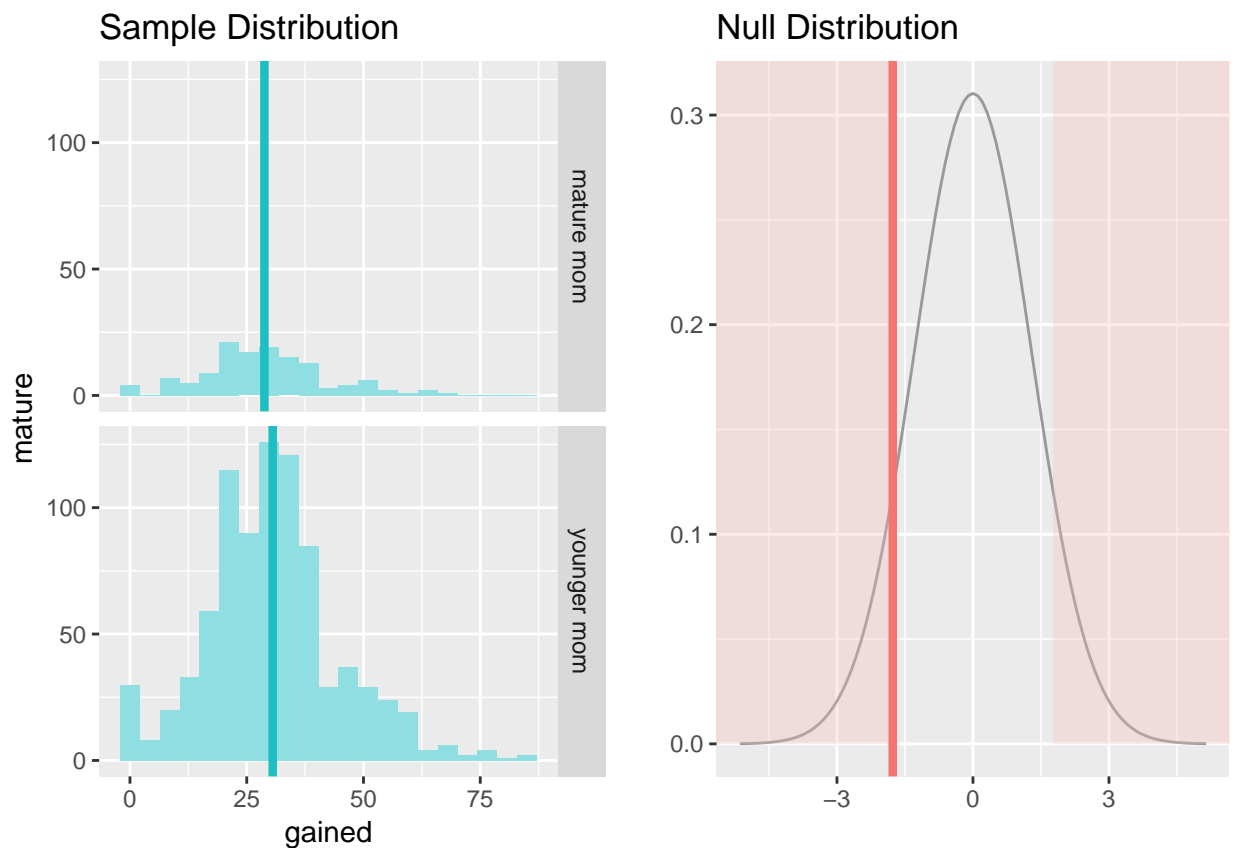 Sample Distribution
100
50
0
mature mom
mature
100
50
0
younger mom
0 25 50 75
gained
Null Distribution
0.3
0.2
0.1
0.0
−3 0 3